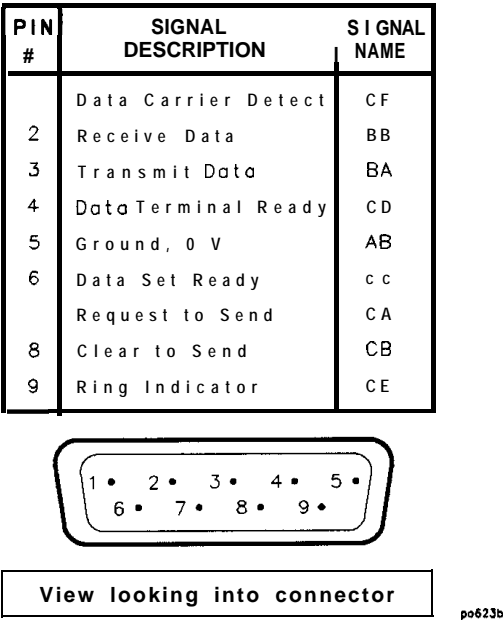 PIN # SIGNAL DESCRIPTION SIGNAL NAME
Data Carrier Detect CF
2 Receive Data BB
3 Transmit Data BA
4 Data Terminal Ready CD
5 Ground, 0 V AB
6 Data Set Ready cc
Request to Send CA
8 Clear to Send CB
9 Ring Indicator CE
1 2 3 4 5
6 7 8 9
View looking into connector
po623b